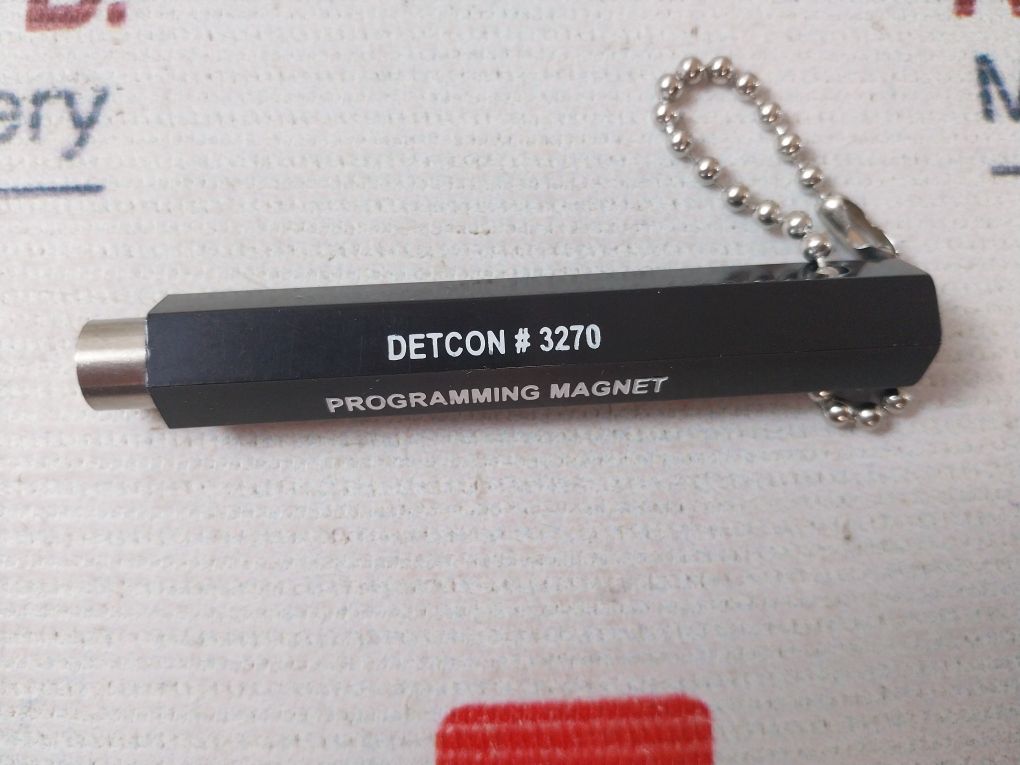 DETCON # 3270
PROGRAMMING MAGNET